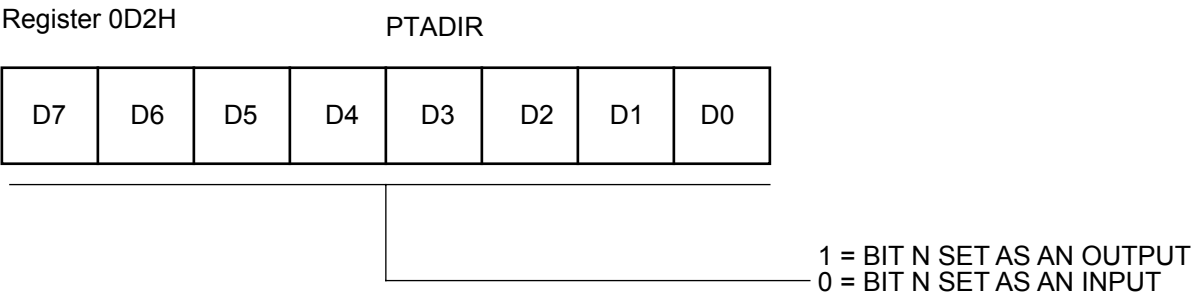 Register 0D2H
PTADIR
D7 D6 D5 D4 D3 D2 D1 D0
1 = BIT N SET AS AN OUTPUT
0 = BIT N SET AS AN INPUT